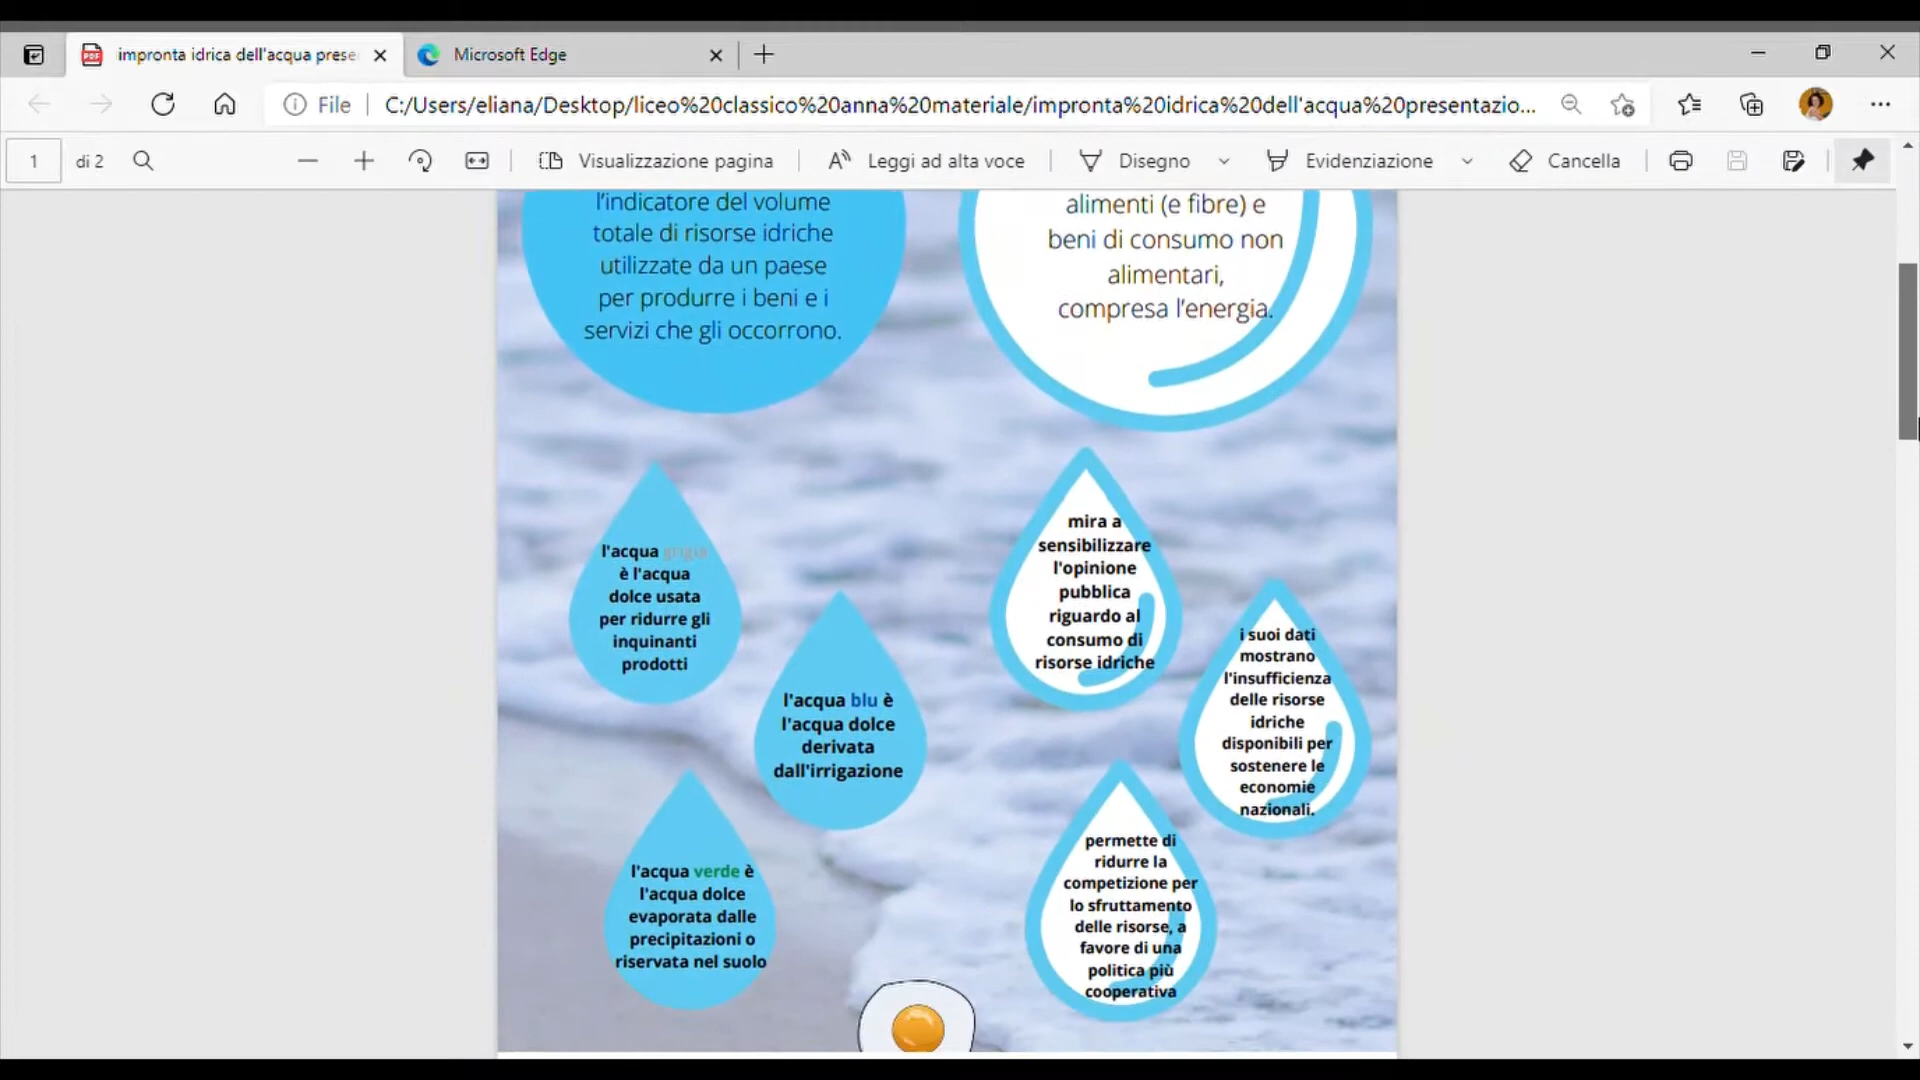 impronta idrica dell'acqua prese
Microsoft Edge
File
C:/Users/eliana/Desktop/liceo%20classico%20anna%20materiale/impronta%20idrica%20dell'acqua%20presentazio...
1 di 2
Visualizzazione pagina
Leggi ad alta voce
Disegno
Evidenziazione
Cancella
l'indicatore del volume
totale di risorse idriche
utilizzate da un paese
per produrre i beni e i
servizi che gli occorrono.
alimenti (e fibre) e
beni di consumo non
alimentari,
compresa l'energia.
l'acqua grigia
è l'acqua
dolce usata
per ridurre gli
inquinanti
prodotti
l'acqua blu è
l'acqua dolce
derivata
dall'irrigazione
l'acqua verde è
l'acqua dolce
evaporata dalle
precipitazioni o
riservata nel suolo
mira a
sensibilizzare
l'opinione
pubblica
riguardo al
consumo di
risorse idriche
i suoi dati
mostrano
l'insufficienza
delle risorse
idriche
disponibili per
sostenere le
economie
nazionali.
permette di
ridurre la
competizione per
lo sfruttamento
delle risorse, a
favore di una
politica più
cooperativa